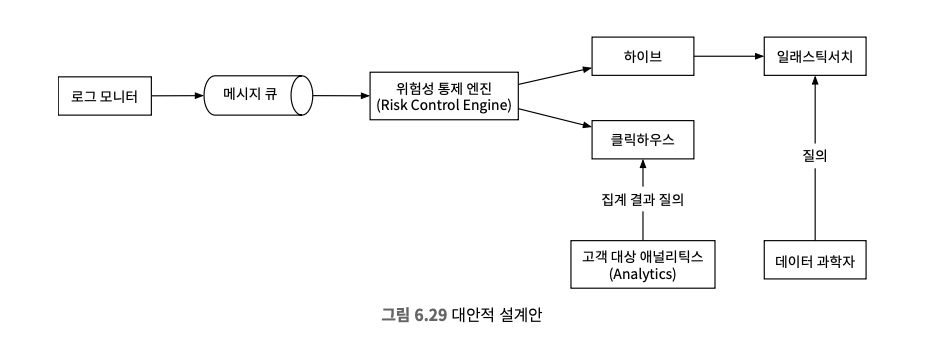 로그 모니터
메시지 큐
위험성 통제 엔진
(Risk Control Engine)
하이브
일래스틱서치
클릭하우스
질의
집계 결과 질의
고객 대상 애널리틱스
(Analytics)
데이터 과학자
그림 6.29 대안적 설계안